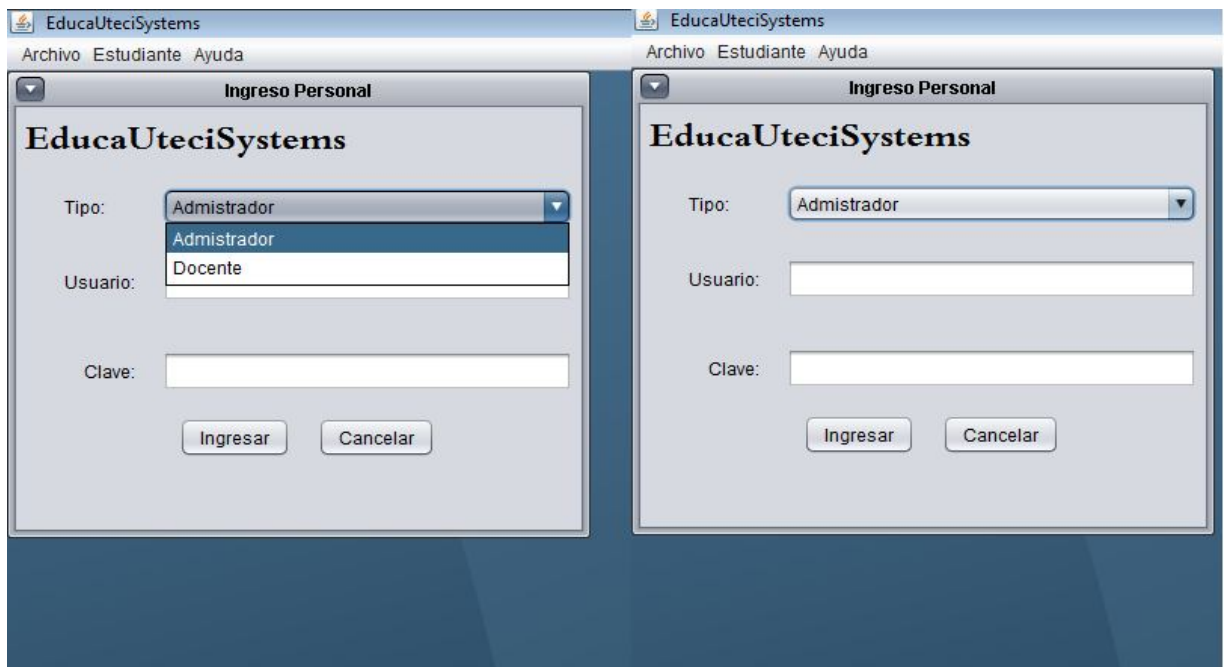 EducaUteciSystems
Archivo Estudiante Ayuda
Ingreso Personal
EducaUteciSystems
Tipo: Admistrador
Admistrador
Docente
Usuario:
Clave:
Ingresar Cancelar
EducaUteciSystems
Archivo Estudiante Ayuda
Ingreso Personal
EducaUteciSystems
Tipo: Admistrador
Usuario:
Clave:
Ingresar Cancelar